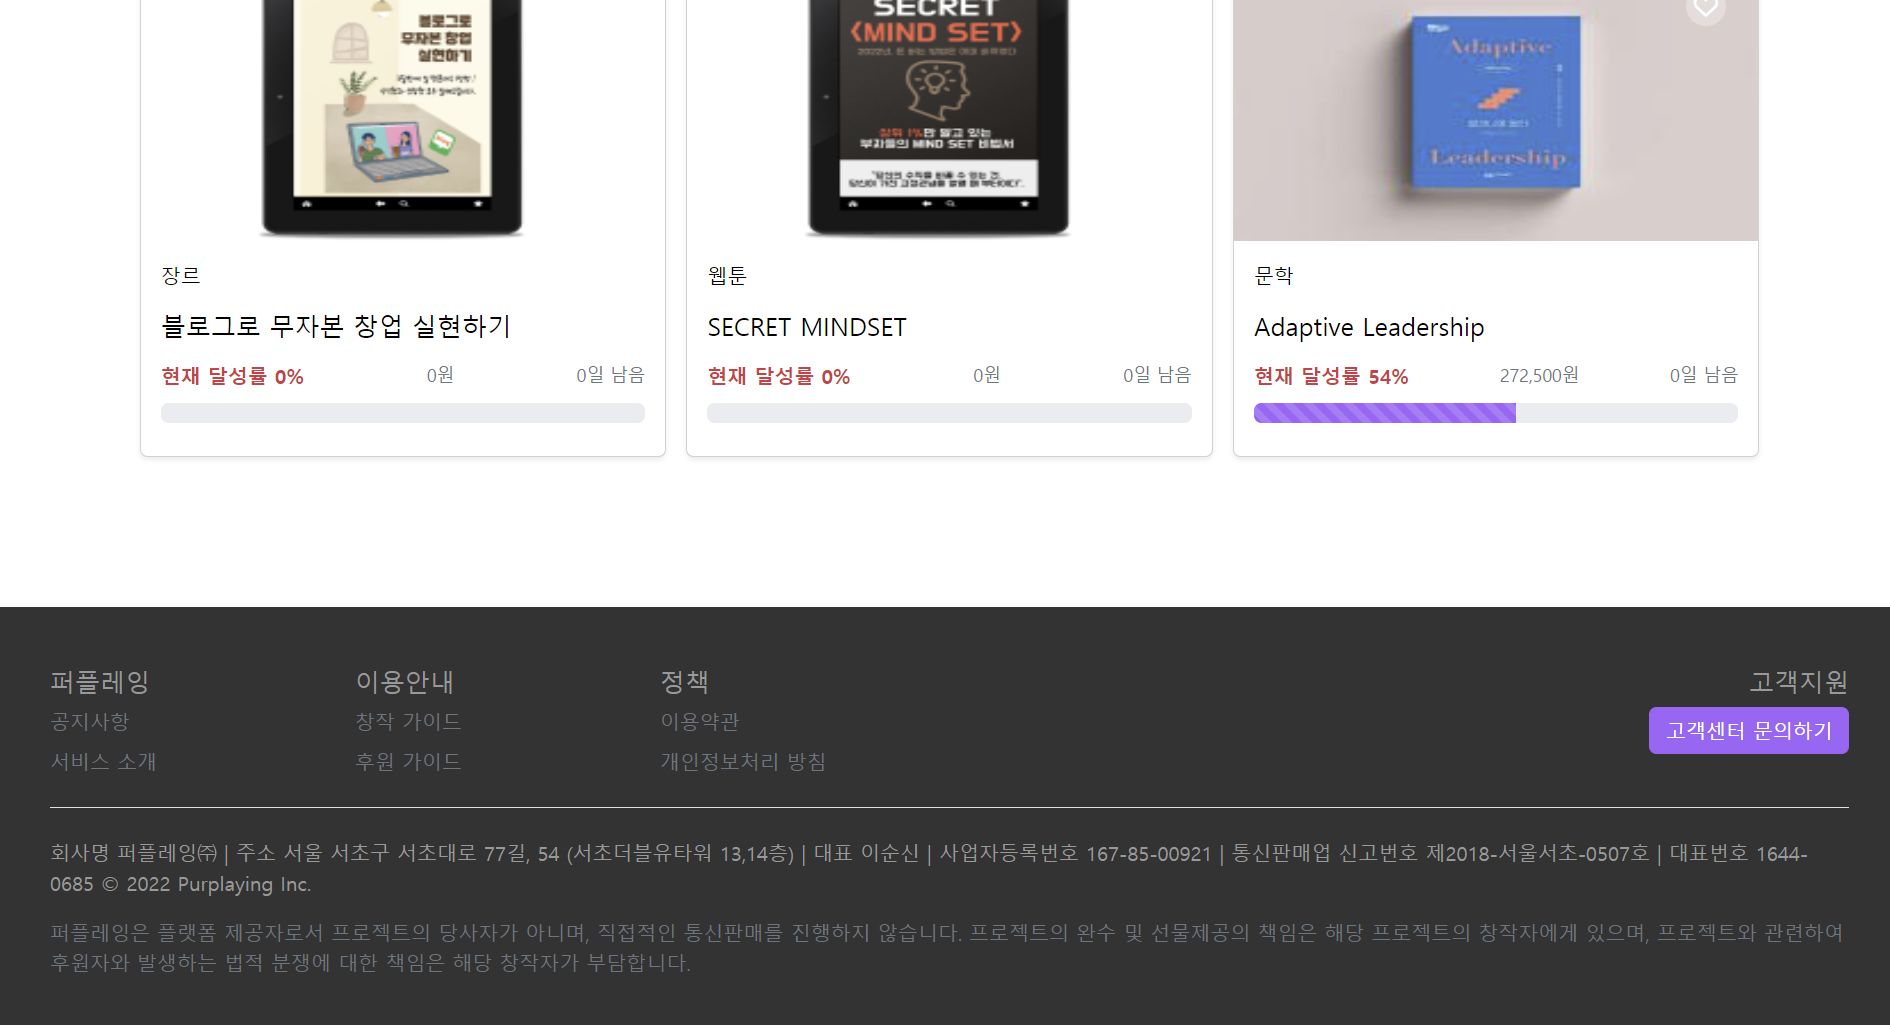 블로그로
무자본 창업
실현하기
SECRET
〈MIND SET〉
상위 1%만 알고 있는
부자들의 MIND SET 비법서
Adaptive
Leadership
장르
웹툰
문학
블로그로 무자본 창업 실현하기
SECRET MINDSET
Adaptive Leadership
현재 달성률 0% 0원 0일 남음
현재 달성률 0% 0원 0일 남음
현재 달성률 54% 272,500원 0일 남음
퍼플레잉
공지사항
서비스 소개
이용안내
창작 가이드
후원 가이드
정책
이용약관
개인정보처리 방침
고객지원
고객센터 문의하기
회사명 퍼플레잉㈜ | 주소 서울 서초구 서초대로 77길, 54 (서초더블유타워 13,14층) | 대표 이순신 | 사업자등록번호 167-85-00921 | 통신판매업 신고번호 제2018-서울서초-0507호 | 대표번호 1644-
0685 © 2022 Purplaying Inc.
퍼플레잉은 플랫폼 제공자로서 프로젝트의 당사자가 아니며, 직접적인 통신판매를 진행하지 않습니다. 프로젝트의 완수 및 선물제공의 책임은 해당 프로젝트의 창작자에게 있으며, 프로젝트와 관련하여
후원자와 발생하는 법적 분쟁에 대한 책임은 해당 창작자가 부담합니다.